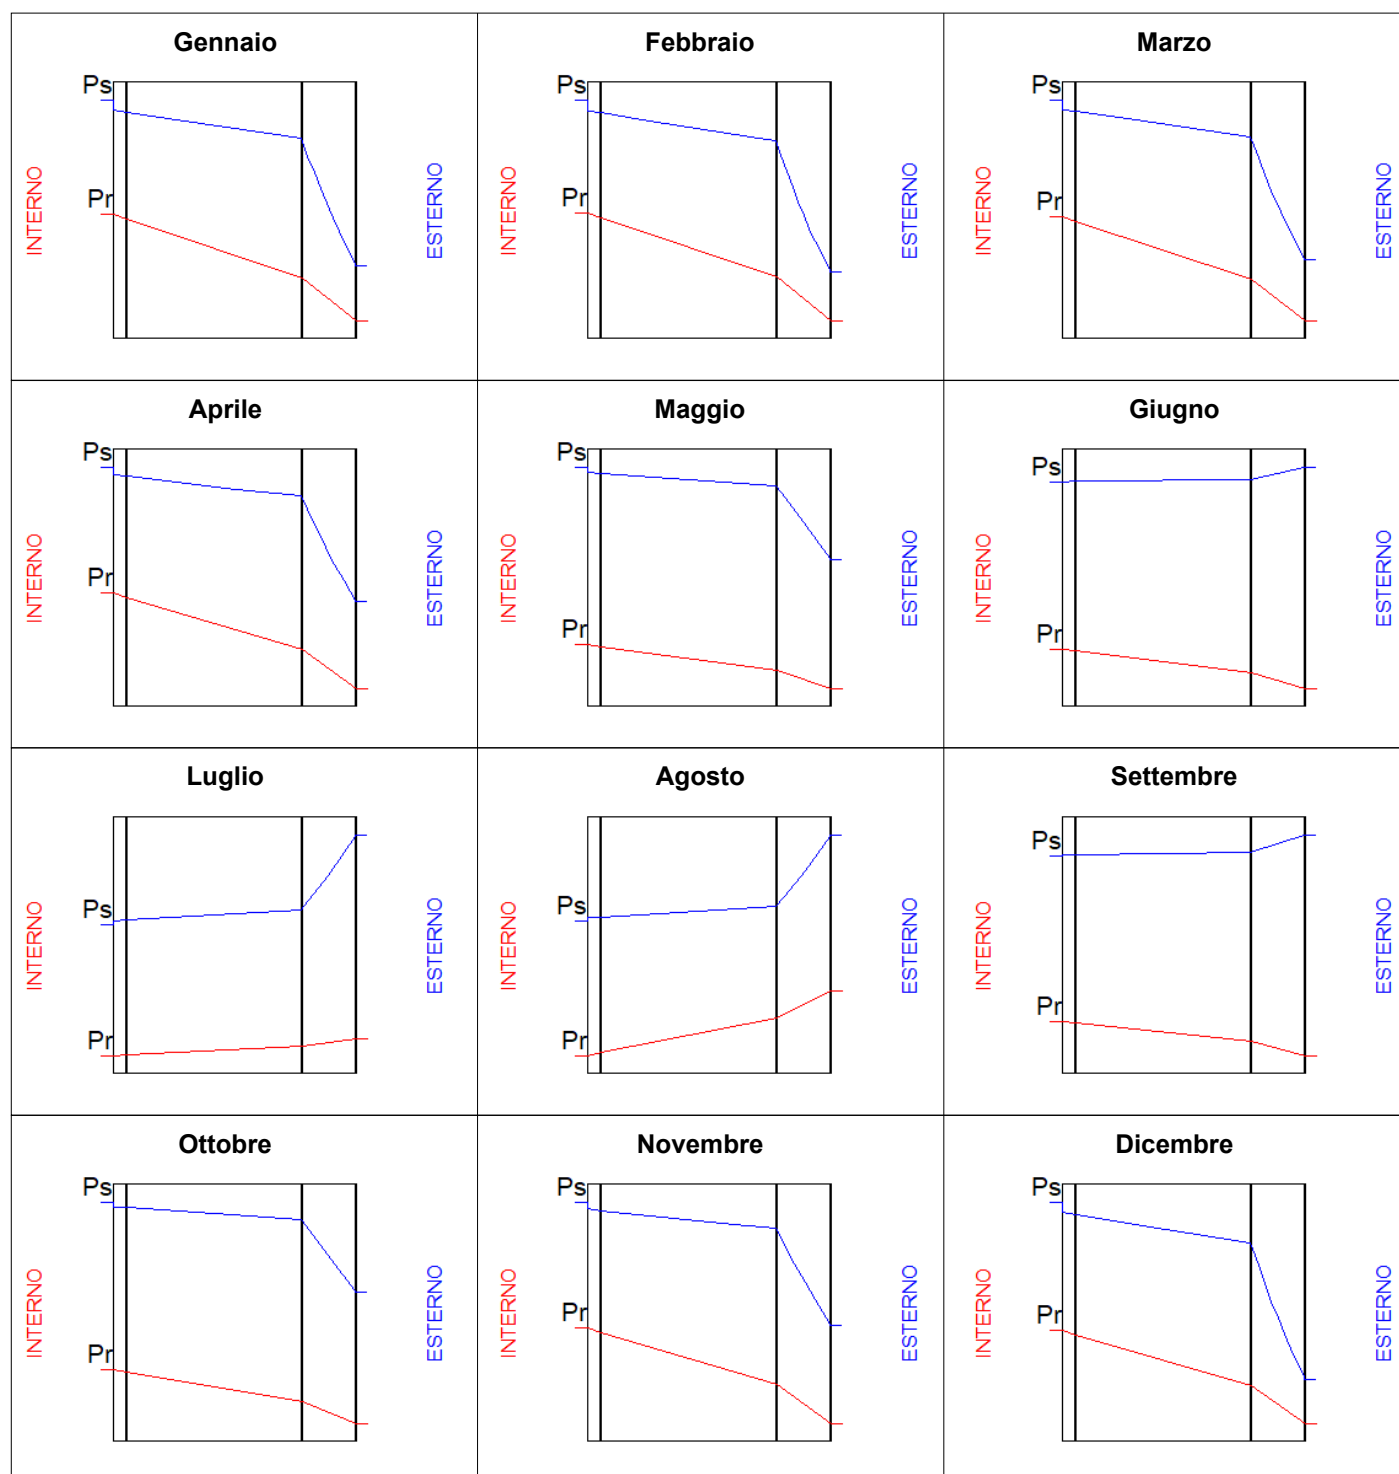 Gennaio
Febbraio
Marzo
Ps
Pr
INTERNO
ESTERNO
Ps
Pr
INTERNO
ESTERNO
Ps
Pr
INTERNO
ESTERNO
Aprile
Maggio
Giugno
Ps
Pr
INTERNO
ESTERNO
Ps
Pr
INTERNO
ESTERNO
Ps
Pr
INTERNO
ESTERNO
Luglio
Agosto
Settembre
Ps
Pr
INTERNO
ESTERNO
Ps
Pr
INTERNO
ESTERNO
Ps
Pr
INTERNO
ESTERNO
Ottobre
Novembre
Dicembre
Ps
Pr
INTERNO
ESTERNO
Ps
Pr
INTERNO
ESTERNO
Ps
Pr
INTERNO
ESTERNO